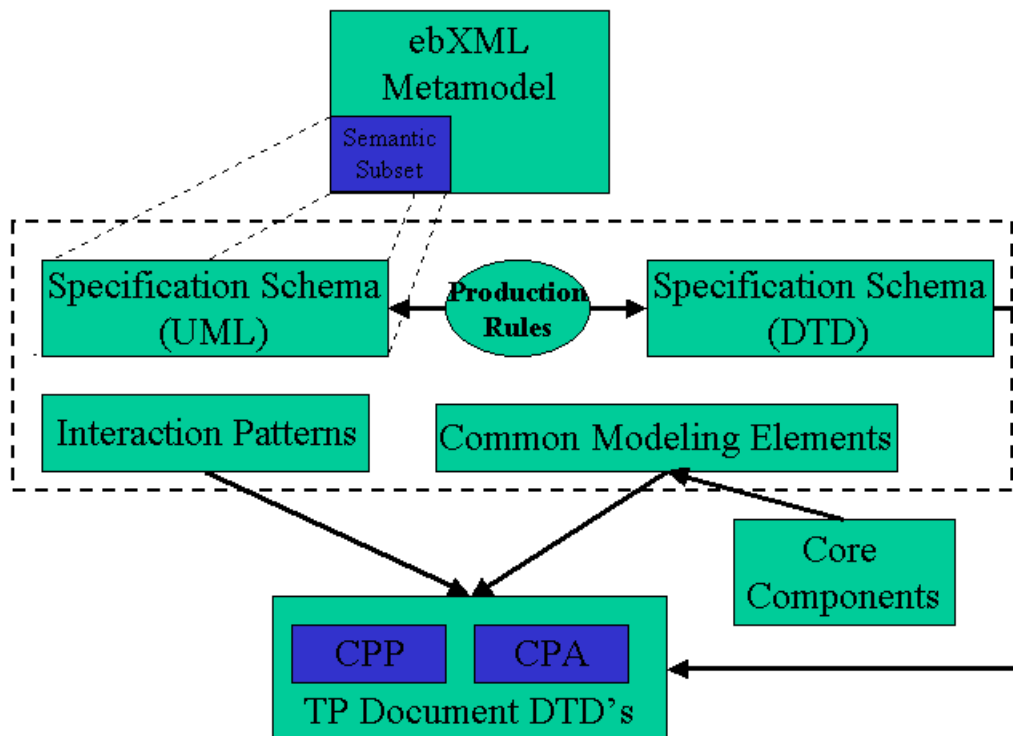 ebXML
Metamodel
Semantic
Subset
Specification Schema
(UML)
Production
Rules
Specification Schema
(DTD)
Interaction Patterns
Common Modeling Elements
Core
Components
CPP
CPA
TP Document DTD's